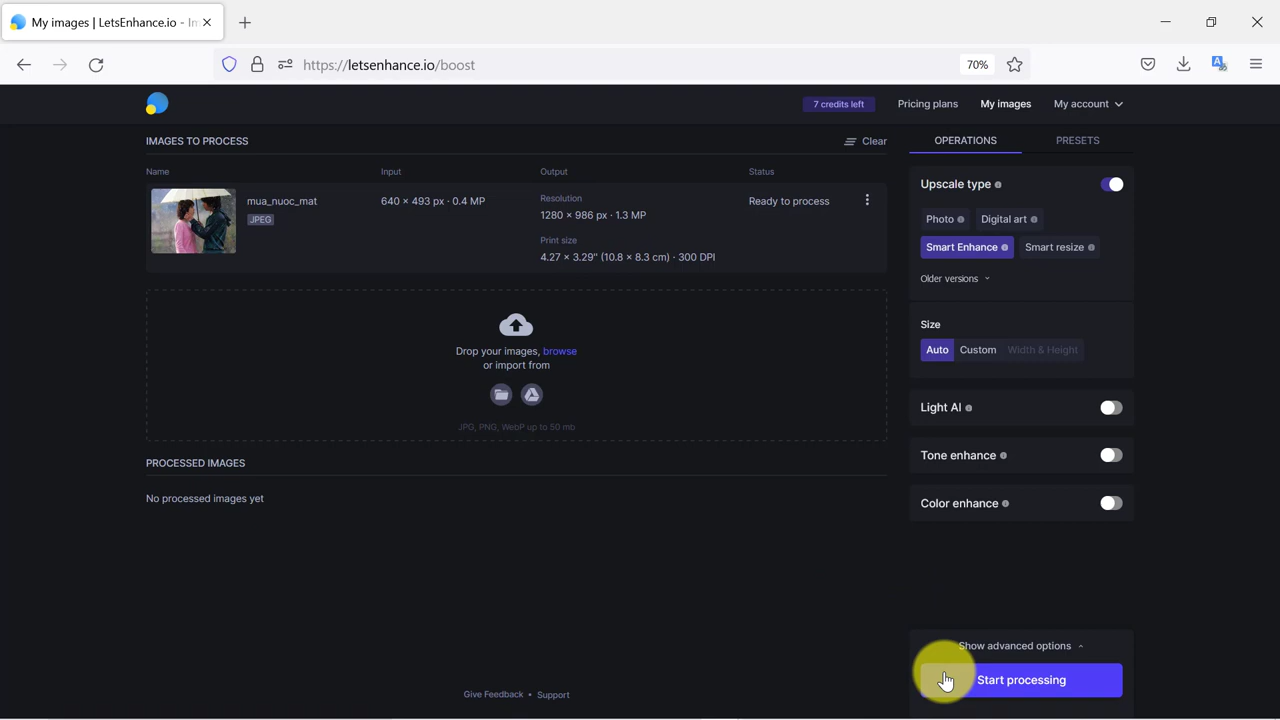 My images | LetsEnhance.io - Im
https://letsenhance.io/boost
70%
7 credits left
Pricing plans
My images
My account
IMAGES TO PROCESS
Clear
Name
Input
Output
Status
mua_nuoc_mat
JPEG
640 × 493 px · 0.4 MP
Resolution
1280 × 986 px · 1.3 MP
Print size
4.27 × 3.29" (10.8 × 8.3 cm) · 300 DPI
Ready to process
Drop your images, browse
or import from
JPG, PNG, WebP up to 50 mb
PROCESSED IMAGES
No processed images yet
Give Feedback • Support
OPERATIONS
PRESETS
Upscale type
Photo
Digital art
Smart Enhance
Smart resize
Older versions
Size
Auto
Custom
Width & Height
Light AI
Tone enhance
Color enhance
Show advanced options
Start processing